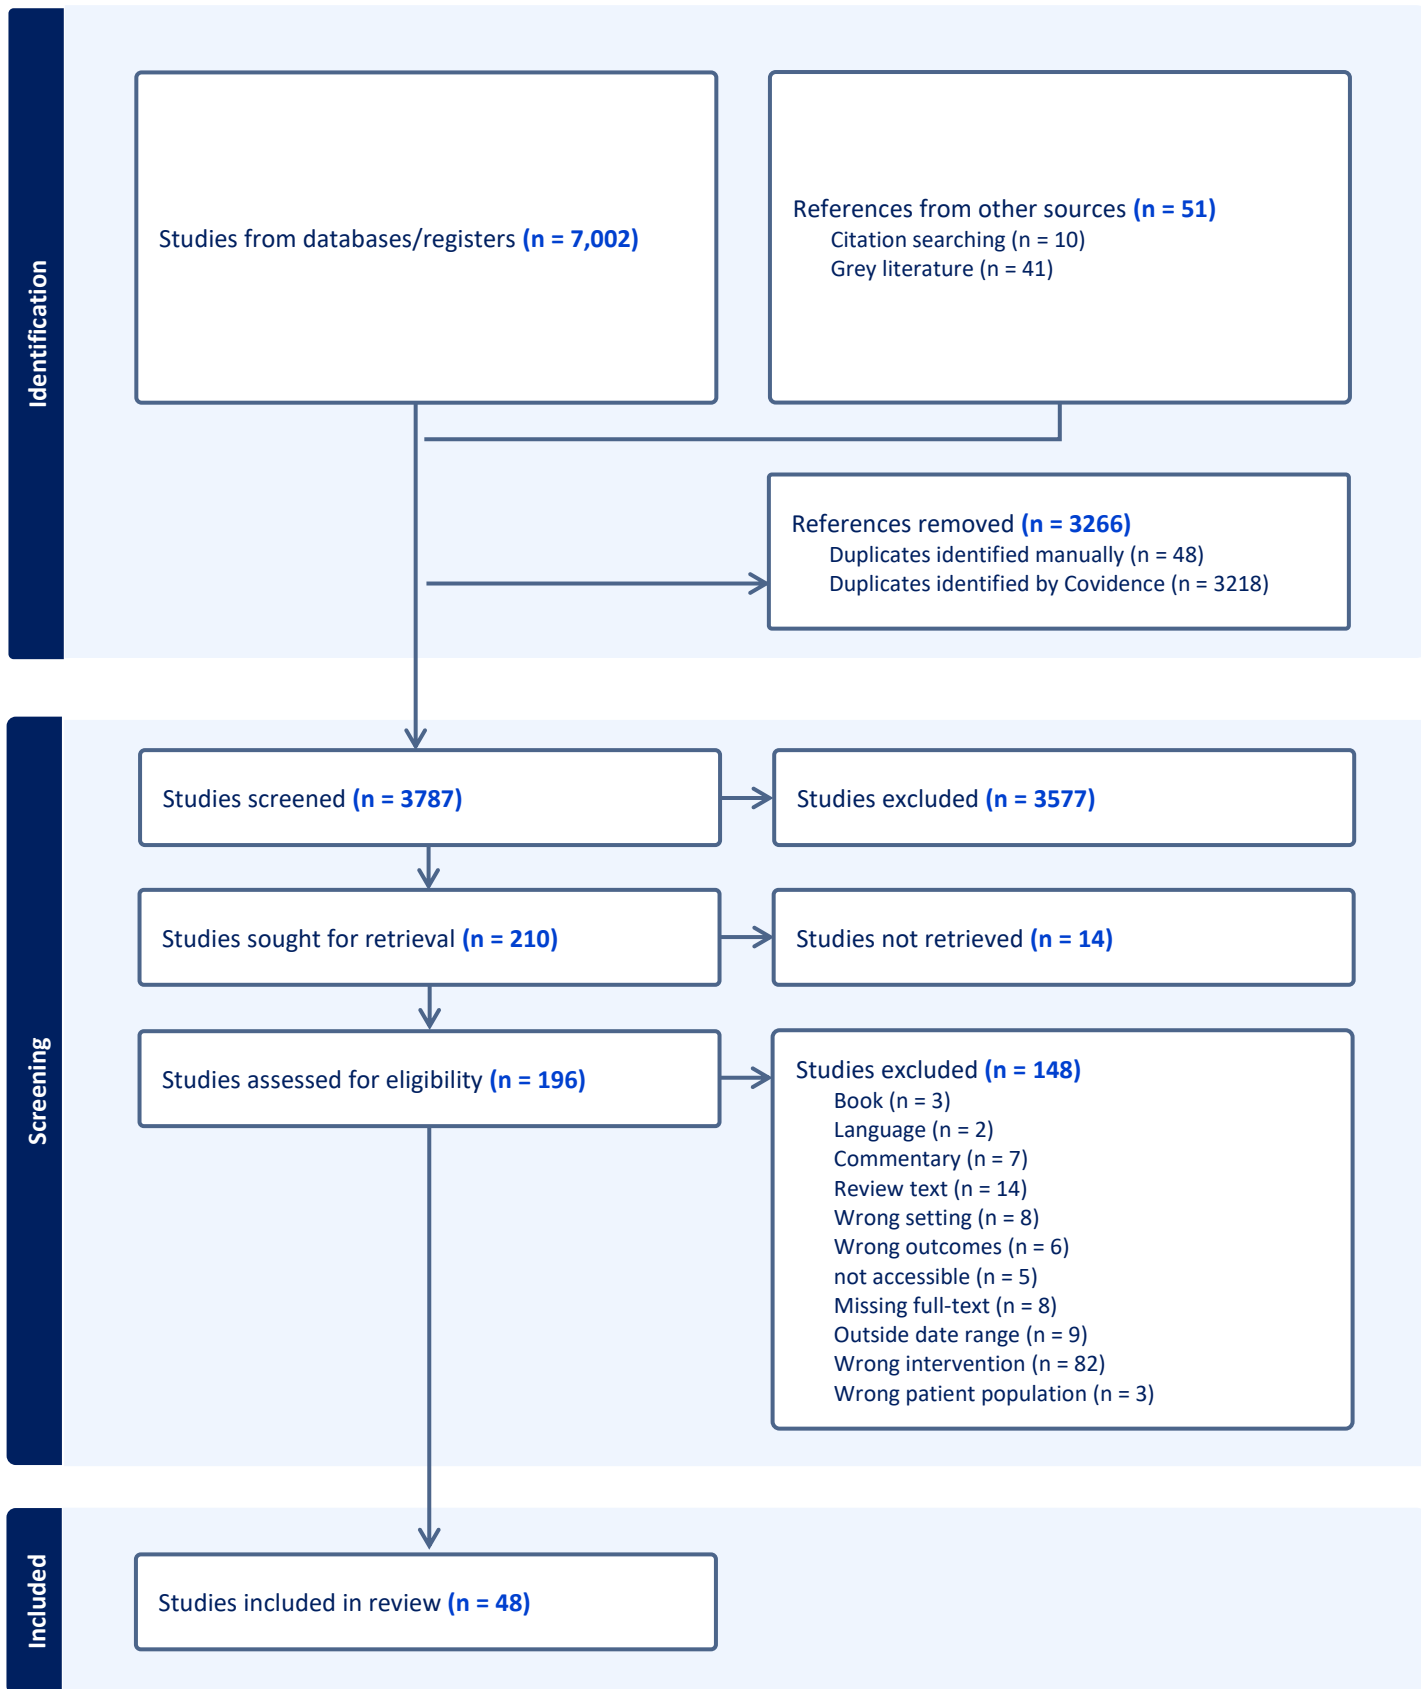 Identification
Studies from databases/registers (n = 7,002)
References from other sources (n = 51)
Citation searching (n = 10)
Grey literature (n = 41)
References removed (n = 3266)
Duplicates identified manually (n = 48)
Duplicates identified by Covidence (n = 3218)
Screening
Studies screened (n = 3787)
Studies excluded (n = 3577)
Studies sought for retrieval (n = 210)
Studies not retrieved (n = 14)
Studies assessed for eligibility (n = 196)
Studies excluded (n = 148)
Book (n = 3)
Language (n = 2)
Commentary (n = 7)
Review text (n = 14)
Wrong setting (n = 8)
Wrong outcomes (n = 6)
not accessible (n = 5)
Missing full-text (n = 8)
Outside date range (n = 9)
Wrong intervention (n = 82)
Wrong patient population (n = 3)
Included
Studies included in review (n = 48)